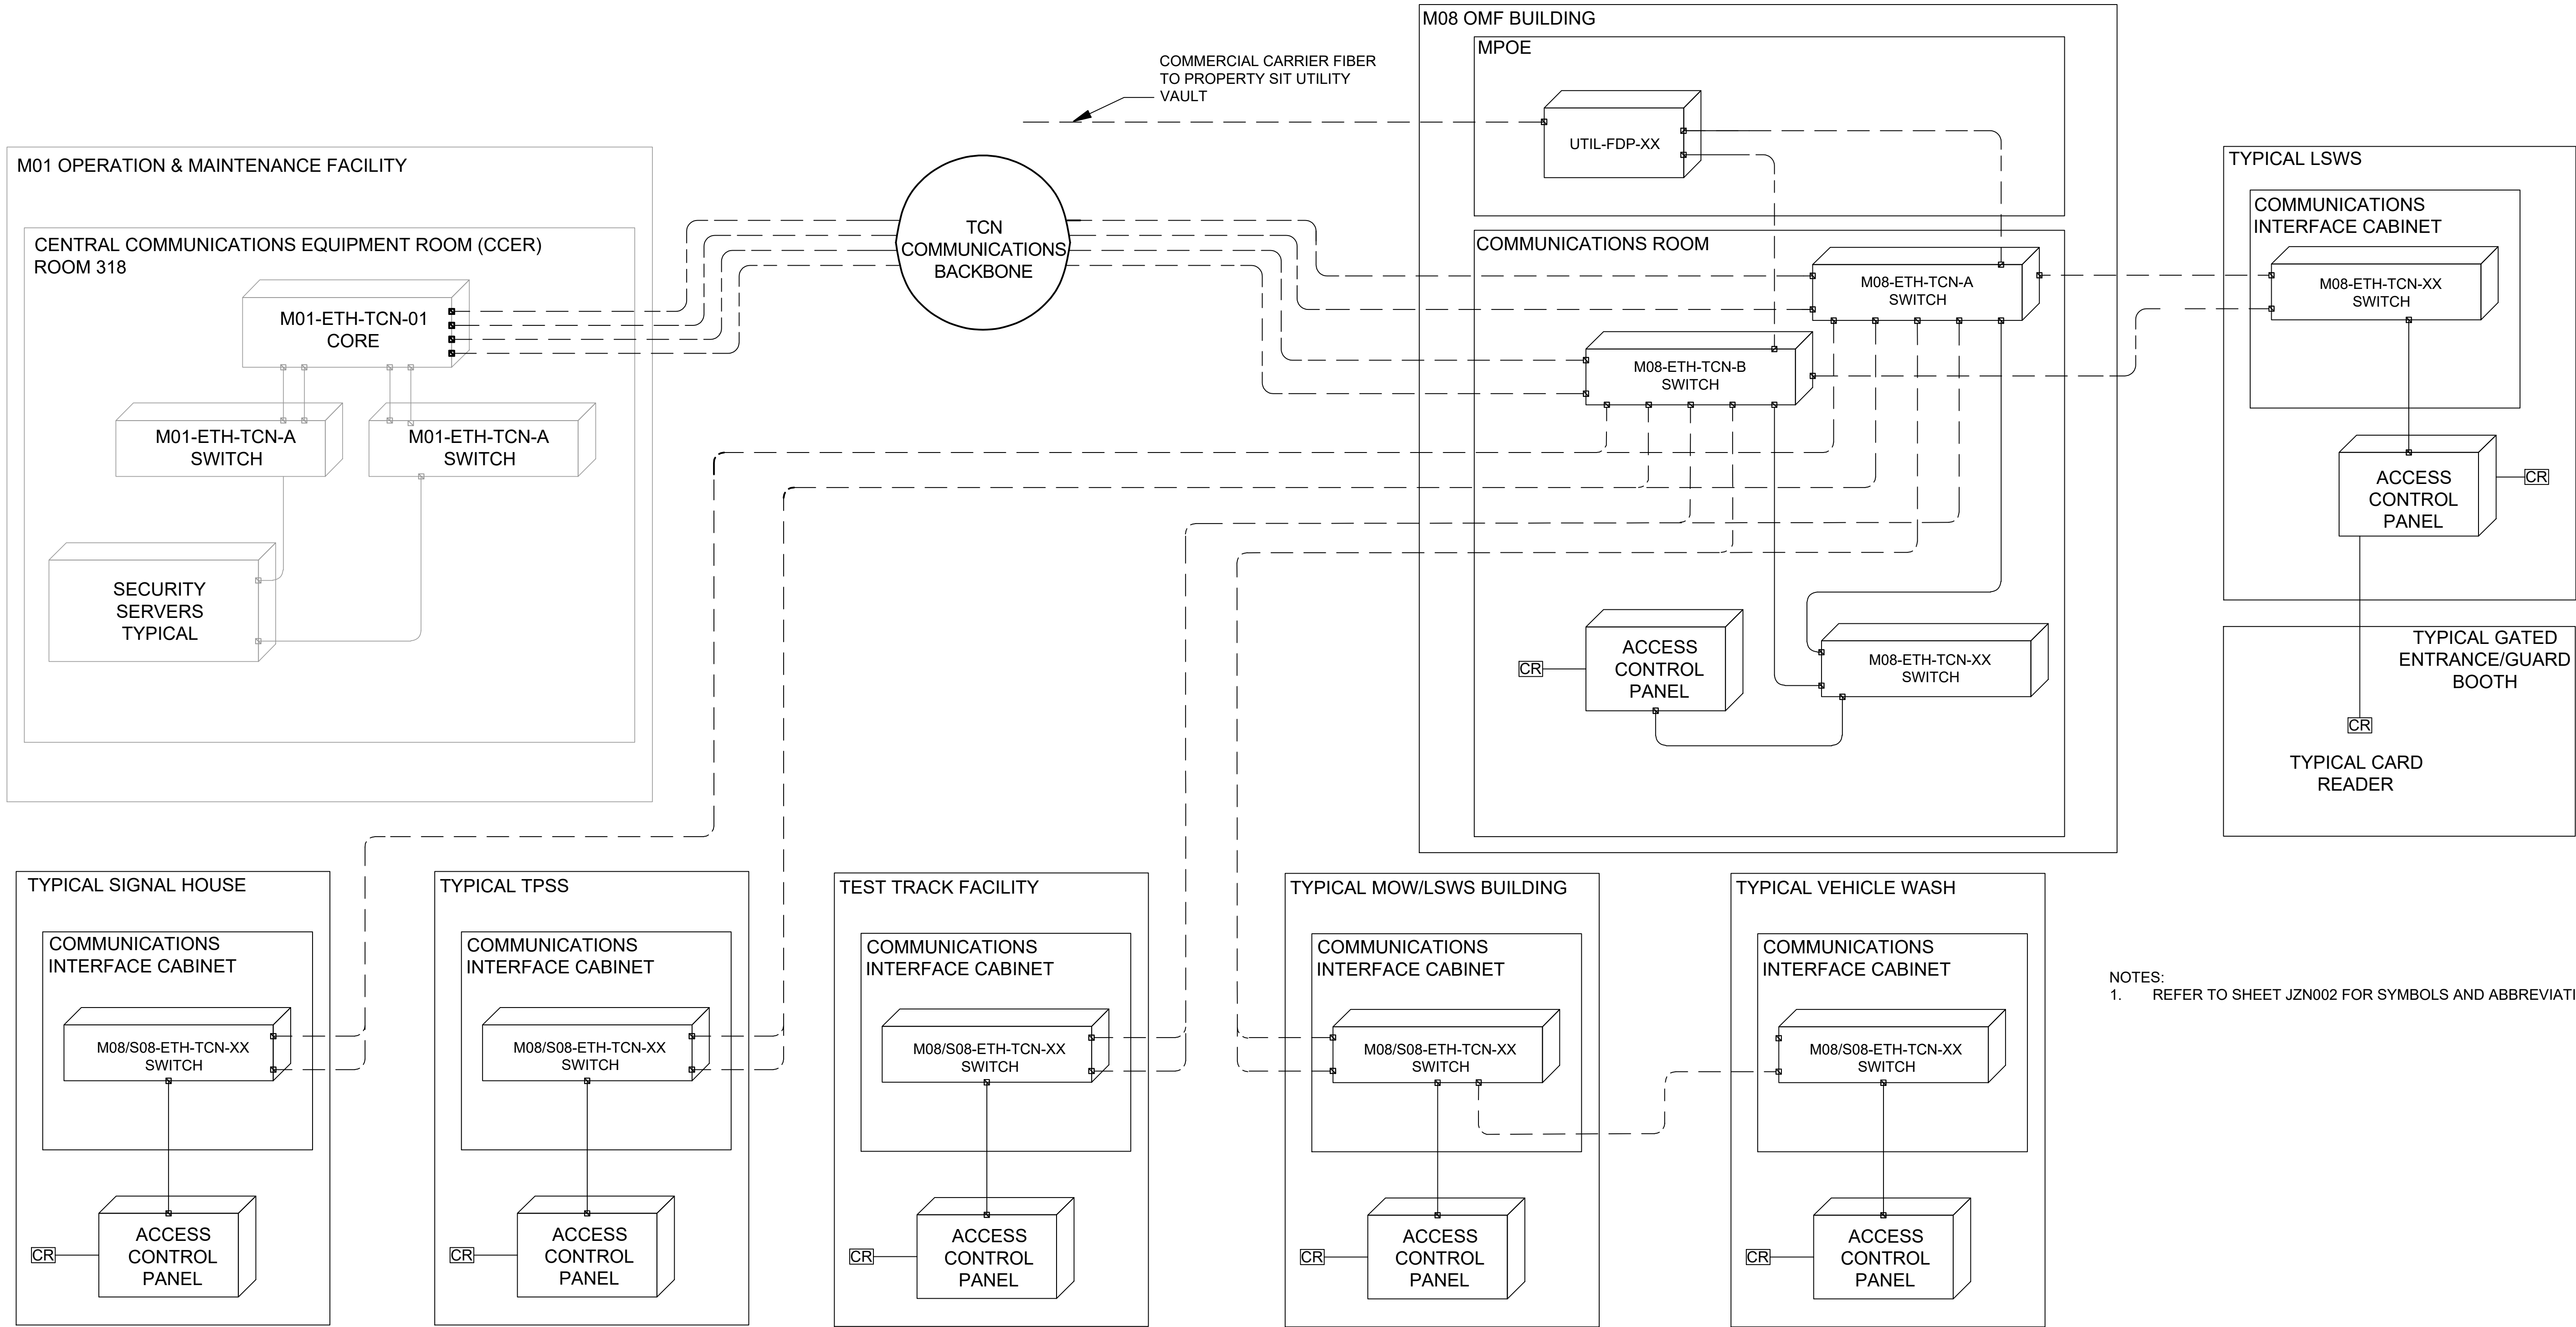 M08 OMF BUILDING
MPOE
COMMERCIAL CARRIER FIBER
TO PROPERTY SIT UTILITY
VAULT
UTIL-FDP-XX
M01 OPERATION & MAINTENANCE FACILITY
CENTRAL COMMUNICATIONS EQUIPMENT ROOM (CCER)
ROOM 318
M01-ETH-TCN-01
CORE
M01-ETH-TCN-A
SWITCH
M01-ETH-TCN-A
SWITCH
SECURITY
SERVERS
TYPICAL
TCN
COMMUNICATIONS
BACKBONE
COMMUNICATIONS ROOM
M08-ETH-TCN-A
SWITCH
M08-ETH-TCN-B
SWITCH
ACCESS
CONTROL
PANEL
CR
M08-ETH-TCN-XX
SWITCH
TYPICAL LSWS
COMMUNICATIONS
INTERFACE CABINET
M08-ETH-TCN-XX
SWITCH
ACCESS
CONTROL
PANEL
CR
TYPICAL GATED
ENTRANCE/GUARD
BOOTH
CR
TYPICAL CARD
READER
TYPICAL SIGNAL HOUSE
COMMUNICATIONS
INTERFACE CABINET
M08/S08-ETH-TCN-XX
SWITCH
ACCESS
CONTROL
PANEL
CR
TYPICAL TPSS
COMMUNICATIONS
INTERFACE CABINET
M08/S08-ETH-TCN-XX
SWITCH
ACCESS
CONTROL
PANEL
CR
TEST TRACK FACILITY
COMMUNICATIONS
INTERFACE CABINET
M08/S08-ETH-TCN-XX
SWITCH
ACCESS
CONTROL
PANEL
CR
TYPICAL MOW/LSWS BUILDING
COMMUNICATIONS
INTERFACE CABINET
M08/S08-ETH-TCN-XX
SWITCH
ACCESS
CONTROL
PANEL
CR
TYPICAL VEHICLE WASH
COMMUNICATIONS
INTERFACE CABINET
M08/S08-ETH-TCN-XX
SWITCH
ACCESS
CONTROL
PANEL
CR
NOTES:
1. REFER TO SHEET JZN002 FOR SYMBOLS AND ABBREVIATI